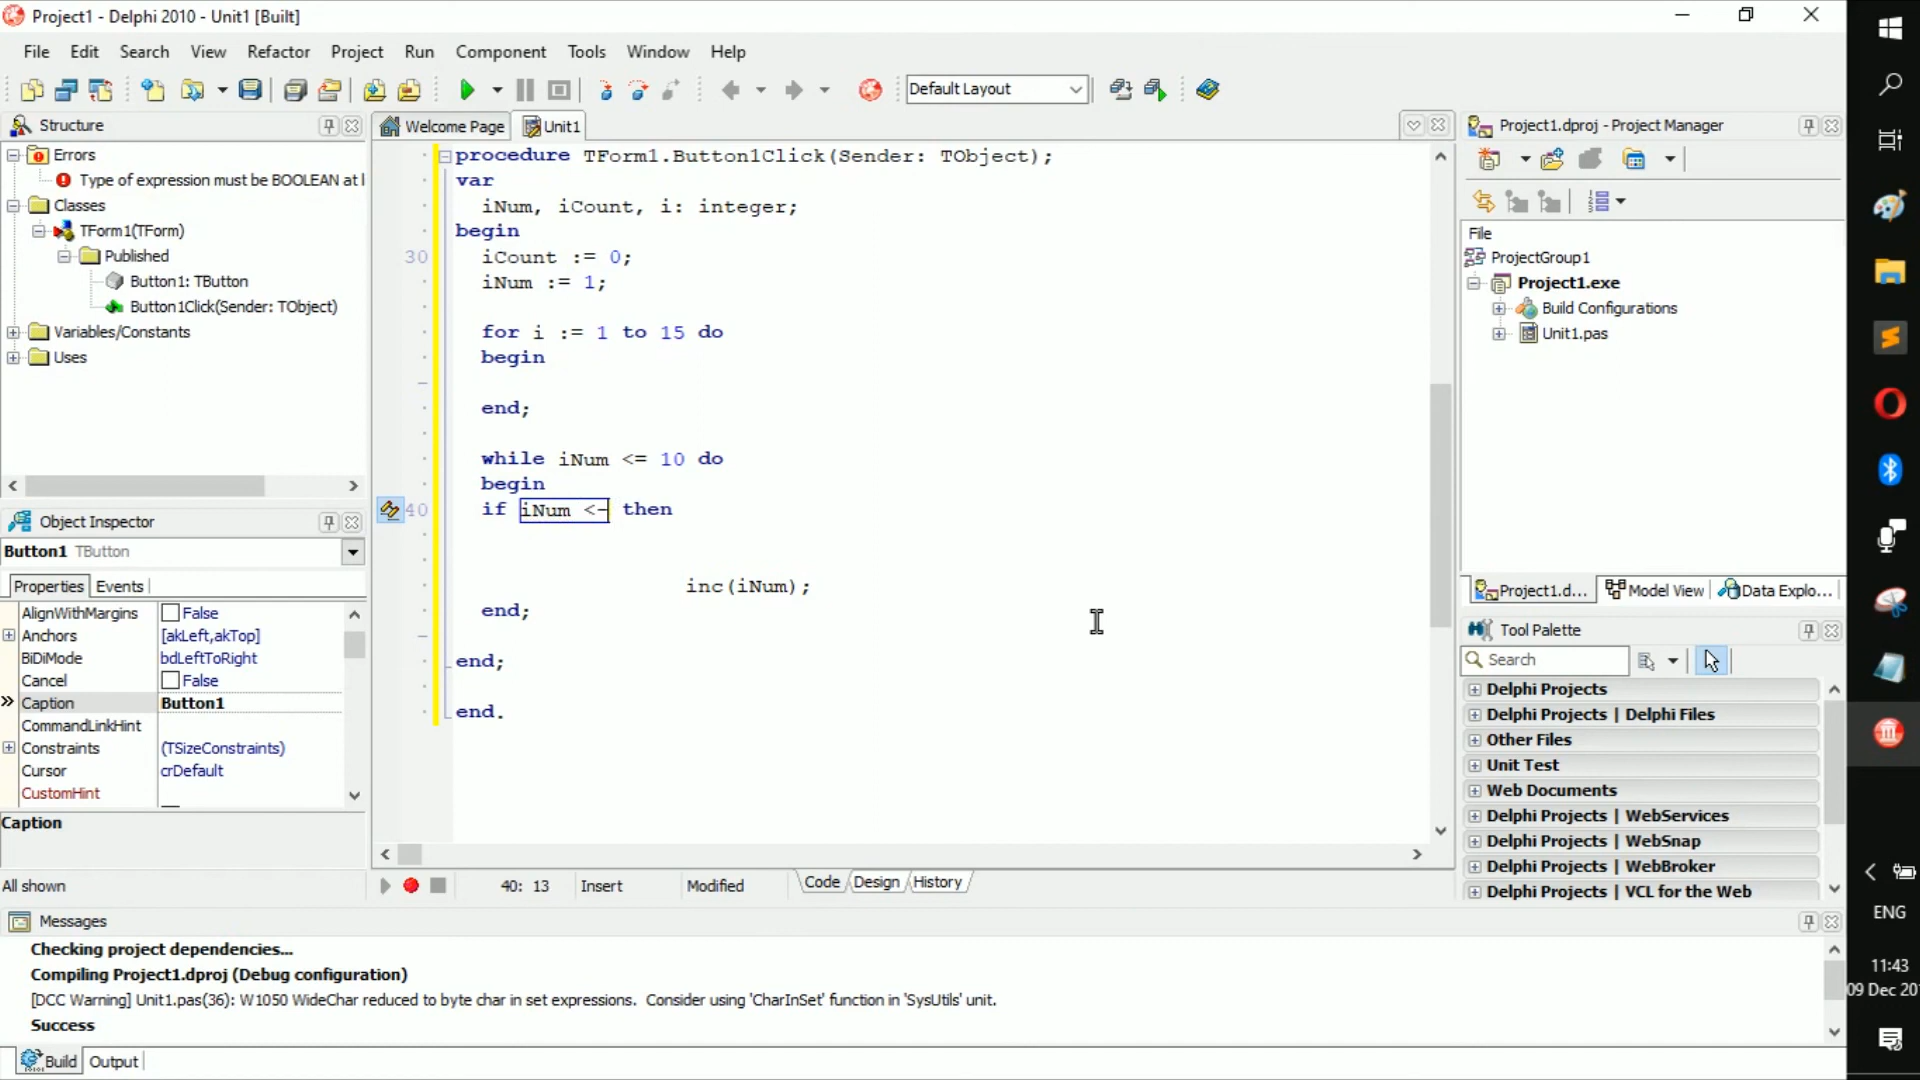 Project1 - Delphi 2010 - Unit1 [Built]
File Edit Search View Refactor Project Run Component Tools Window Help
Default Layout
Structure
Errors
Type of expression must be BOOLEAN at l
Classes
TForm1(TForm)
Published
Button1: TButton
Button1Click(Sender: TObject)
Variables/Constants
Uses
Object Inspector
Button1 TButton
Properties Events
AlignWithMargins False
Anchors [akLeft,akTop]
BiDiMode bdLeftToRight
Cancel False
Caption Button1
CommandLinkHint
Constraints (TSizeConstraints)
Cursor crDefault
CustomHint
Caption
All shown
Welcome Page Unit1
procedure TForm1.Button1Click(Sender: TObject);
var
iNum, iCount, i: integer;
begin
30 iCount := 0;
iNum := 1;
for i := 1 to 15 do
begin
end;
while iNum <= 10 do
begin
40 if iNum <- then
inc(iNum);
end;
end;
end.
40: 13 Insert Modified Code Design History
Project1.dproj - Project Manager
File
ProjectGroup1
Project1.exe
Build Configurations
Unit1.pas
Project1.d... Model View Data Explo...
Tool Palette
Search
Delphi Projects
Delphi Projects | Delphi Files
Other Files
Unit Test
Web Documents
Delphi Projects | WebServices
Delphi Projects | WebSnap
Delphi Projects | WebBroker
Delphi Projects | VCL for the Web
Messages
Checking project dependencies...
Compiling Project1.dproj (Debug configuration)
[DCC Warning] Unit1.pas(36): W1050 WideChar reduced to byte char in set expressions. Consider using 'CharInSet' function in 'SysUtils' unit.
Success
Build Output
ENG
11:43
09 Dec 20